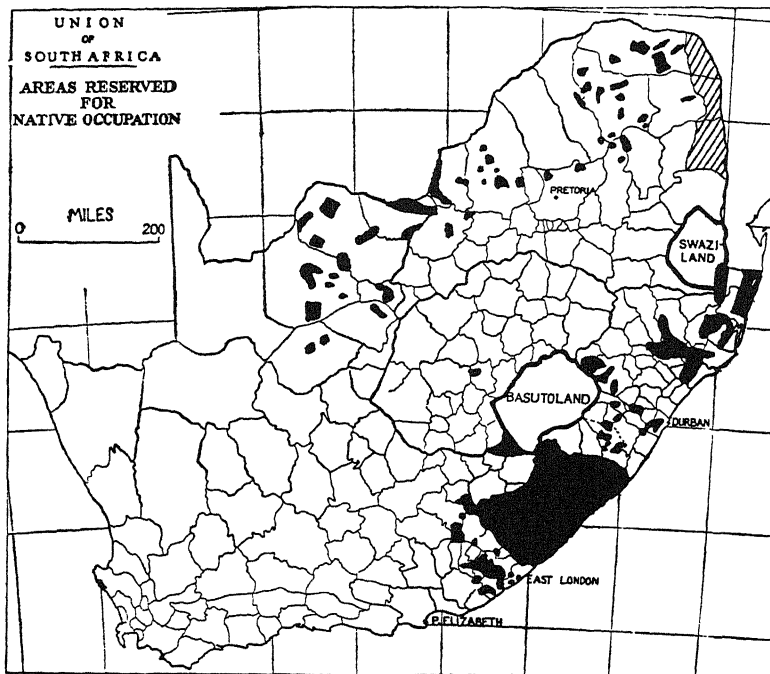 UNION
OF
SOUTH AFRICA
AREAS RESERVED
FOR
NATIVE OCCUPATION
MILES
0 200
PRETORIA
SWAZI-
LAND
BASUTOLAND
DURBAN
EAST LONDON
P. ELIZABETH